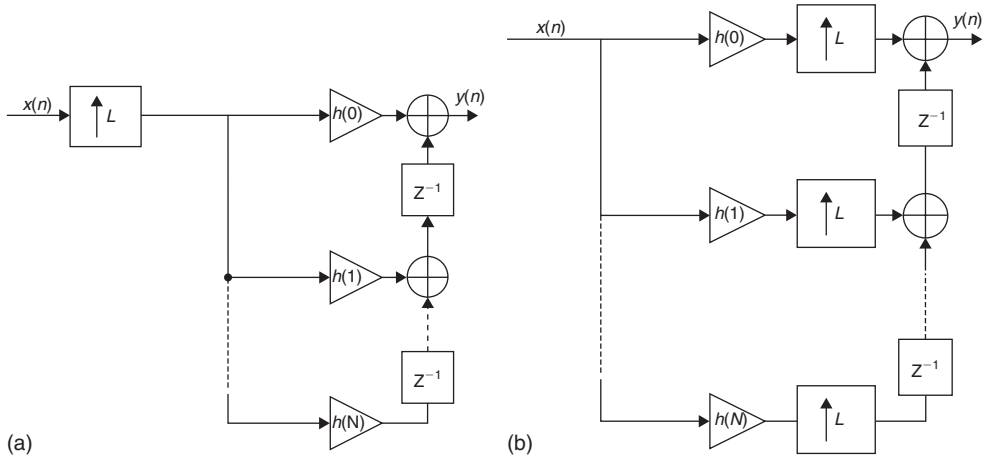 x(n)
L
h(0)
y(n)
Z⁻¹
h(1)
Z⁻¹
h(N)
(a)
x(n)
h(0)
L
y(n)
Z⁻¹
h(1)
L
Z⁻¹
h(N)
L
(b)